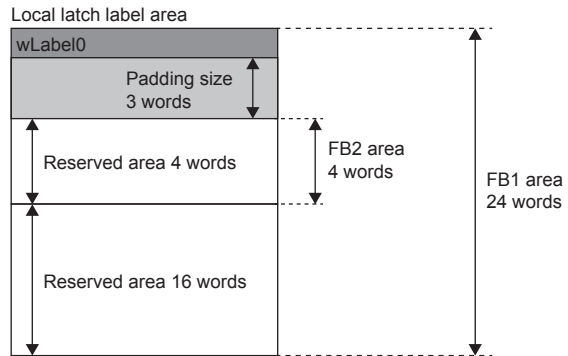 Local latch label area
wLabel0
Padding size
3 words
Reserved area 4 words
FB2 area
4 words
FB1 area
24 words
Reserved area 16 words